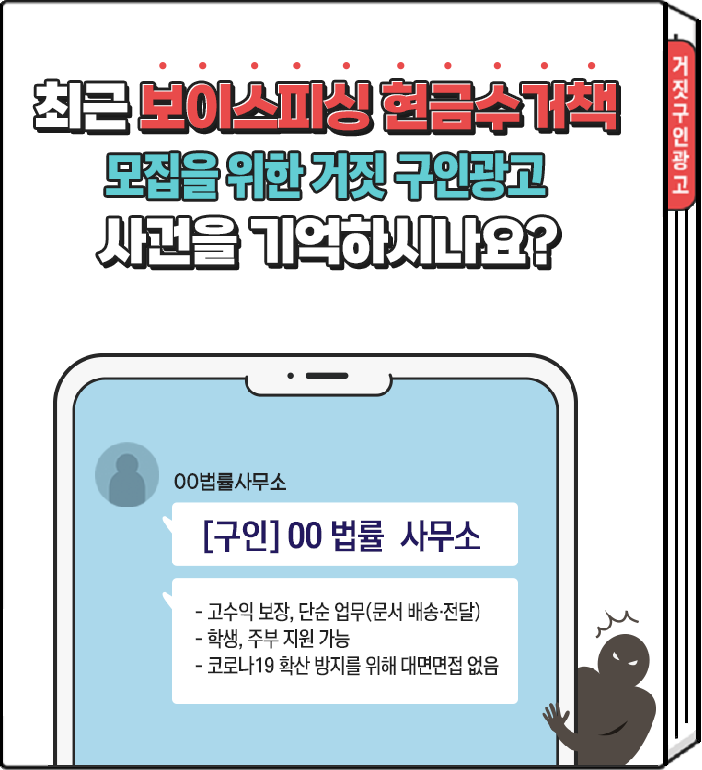 최근 보이스피싱 현금수거책
모집을 위한 거짓 구인광고
사건을 기억하시나요?
거짓구인광고
00법률사무소
[구인] 00 법률 사무소
- 고수익 보장, 단순 업무(문서 배송·전달)
- 학생, 주부 지원 가능
- 코로나19 확산 방지를 위해 대면면접 없음